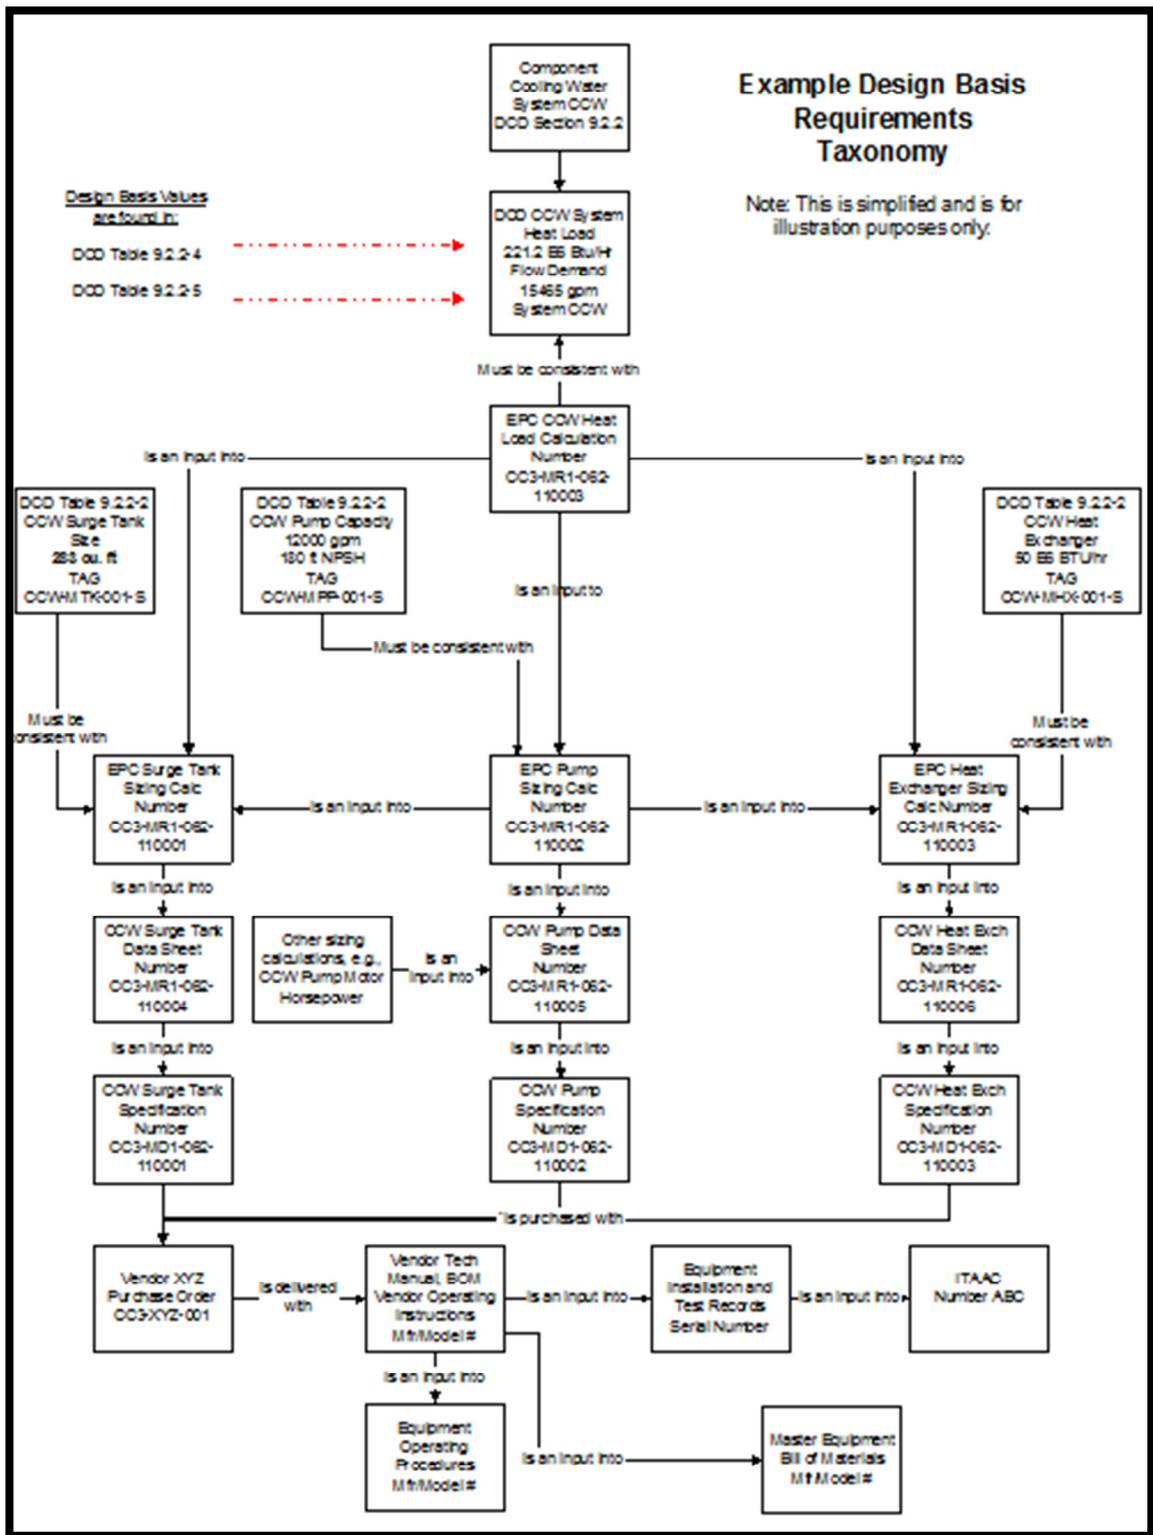 Component
Cooling Water
System CCW
DCD Section 9.2.2
Example Design Basis
Requirements
Taxonomy
Note: This is simplified and is for
illustration purposes only.
Design Basis Values
are found in:
DCD Table 9.2.2-4
DCD Table 9.2.2-5
DCD CCW System
Heat Load
221.2 E6 Btu/Hr
Flow Demand
15465 gpm
System CCW
Must be consistent with
EPC CCW Heat
Load Calculation
Number
CC3-MR1-062-
110003
Is an Input Into
Is an Input Into
DCD Table 9.2.2-2
CCW Surge Tank
Size
288 cu. ft
TAG
CCW-MTK-001-S
DCD Table 9.2.2-2
CCW Pump Capacity
12000 gpm
180 ft NPSH
TAG
CCW-MPP-001-S
Is an Input to
DCD Table 9.2.2-2
CCW Heat
Exchanger
50 E6 BTU/hr
TAG
CCW-MHX-001-S
Must be consistent with
Must be
consistent with
Must be
consistent with
EPC Surge Tank
Sizing Calc
Number
CC3-MR1-062-
110001
Is an Input Into
EPC Pump
Sizing Calc
Number
CC3-MR1-062-
110002
Is an Input Into
EPC Heat
Exchanger Sizing
Calc Number
CC3-MR1-062-
110003
Is an Input Into
Is an Input Into
Is an Input Into
CCW Surge Tank
Data Sheet
Number
CC3-MR1-062-
110004
Other sizing
calculations, e.g.,
CCW Pump Motor
Horsepower
Is an
Input Into
CCW Pump Data
Sheet
Number
CC3-MR1-062-
110005
CCW Heat Exch
Data Sheet
Number
CC3-MR1-062-
110006
Is an Input Into
Is an Input Into
Is an Input Into
CCW Surge Tank
Specification
Number
CC3-MD1-062-
110001
CCW Pump
Specification
Number
CC3-MD1-062-
110002
CCW Heat Exch
Specification
Number
CC3-MD1-062-
110003
"Is purchased with
Vendor XYZ
Purchase Order
CC3-XYZ-001
Is delivered
with
Vendor Tech
Manual, BOM
Vendor Operating
Instructions
Mfr/Model #
Is an Input Into
Equipment
Installation and
Test Records
Serial Number
Is an Input Into
ITAAC
Number ABC
Is an Input Into
Equipment
Operating
Procedures
Mfr/Model #
Is an Input Into
Master Equipment
Bill of Materials
Mfr/Model #